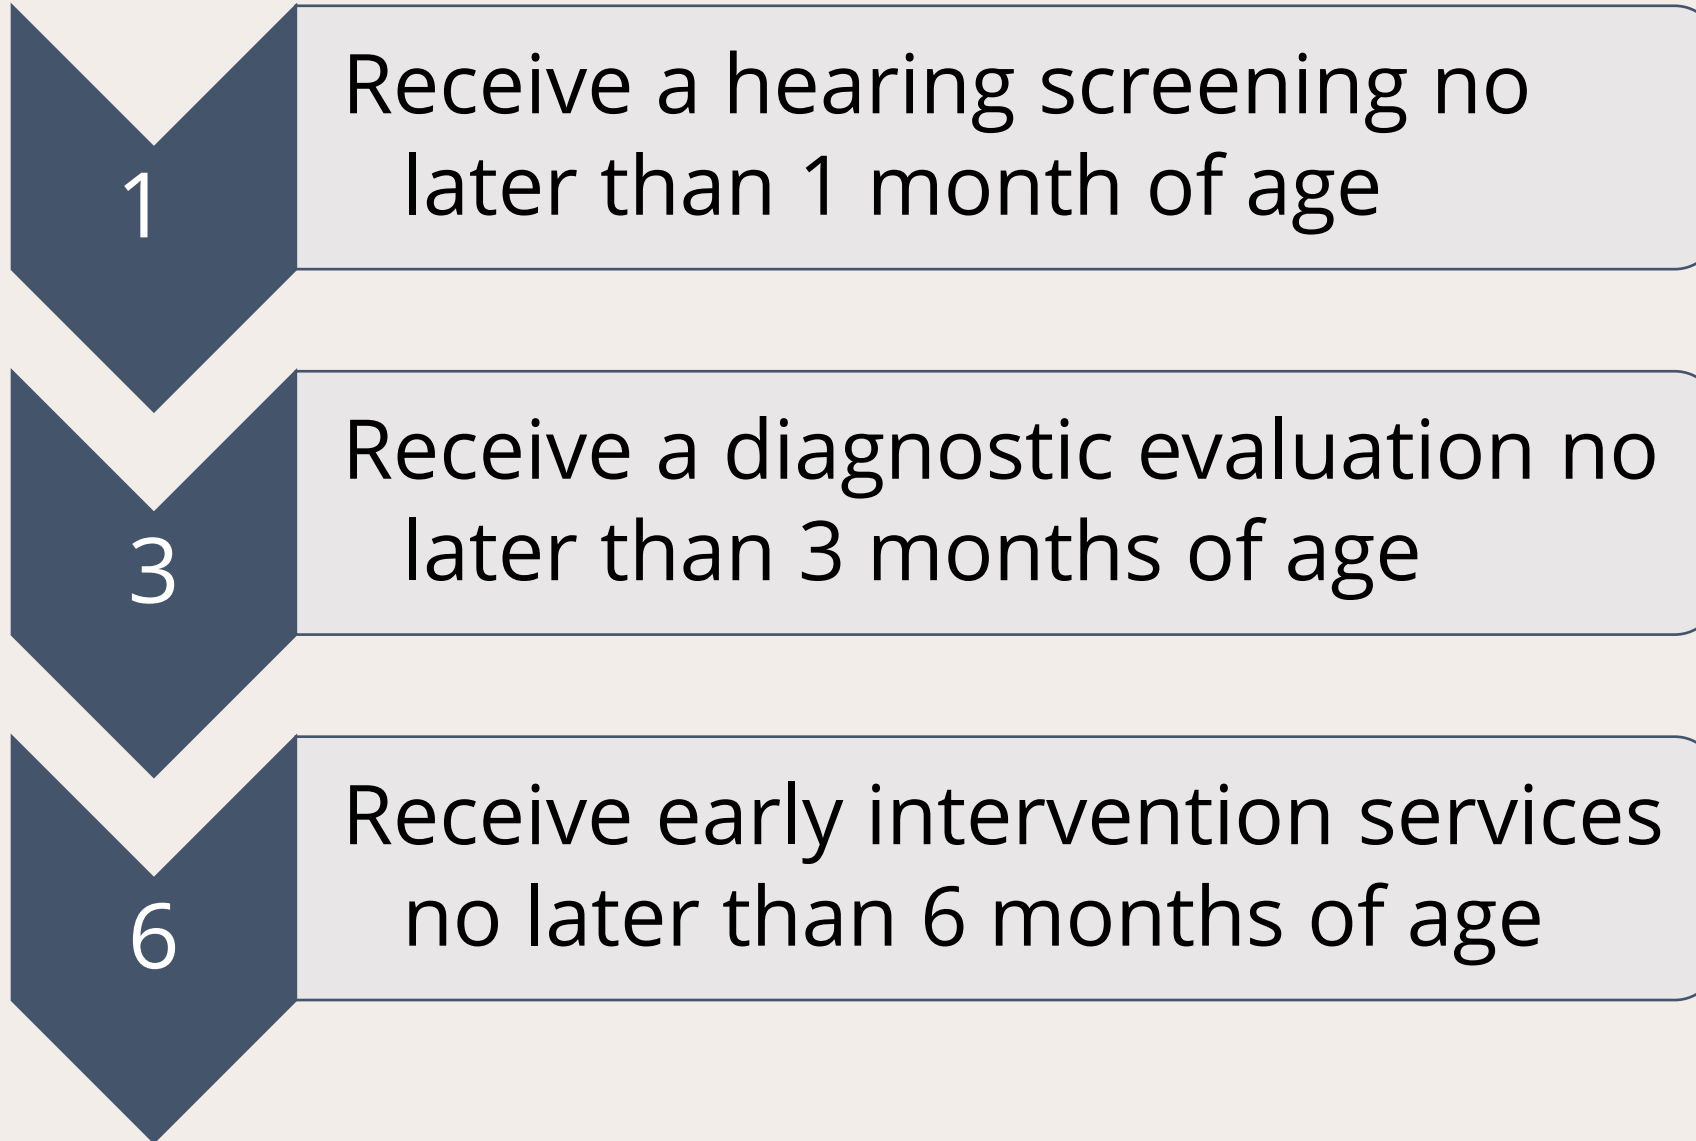 1
Receive a hearing screening no
later than 1 month of age
3
Receive a diagnostic evaluation no
later than 3 months of age
6
Receive early intervention services
no later than 6 months of age